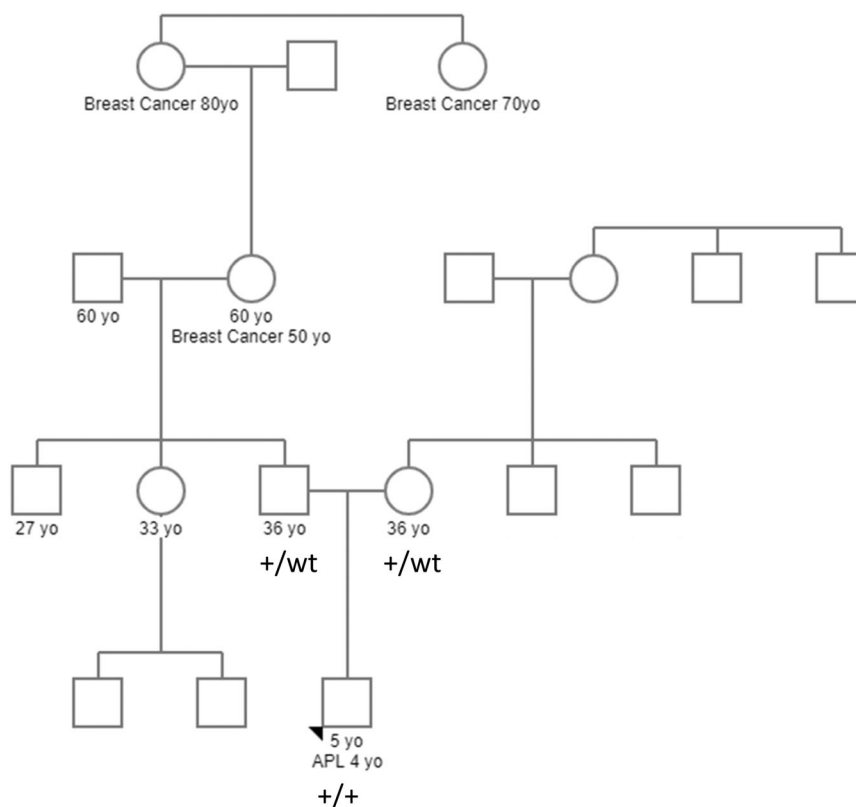 Breast Cancer 80yo
Breast Cancer 70yo
60 yo
60 yo
Breast Cancer 50 yo
27 yo
33 yo
36 yo
36 yo
+/wt
+/wt
5 yo
APL 4 yo
+/+